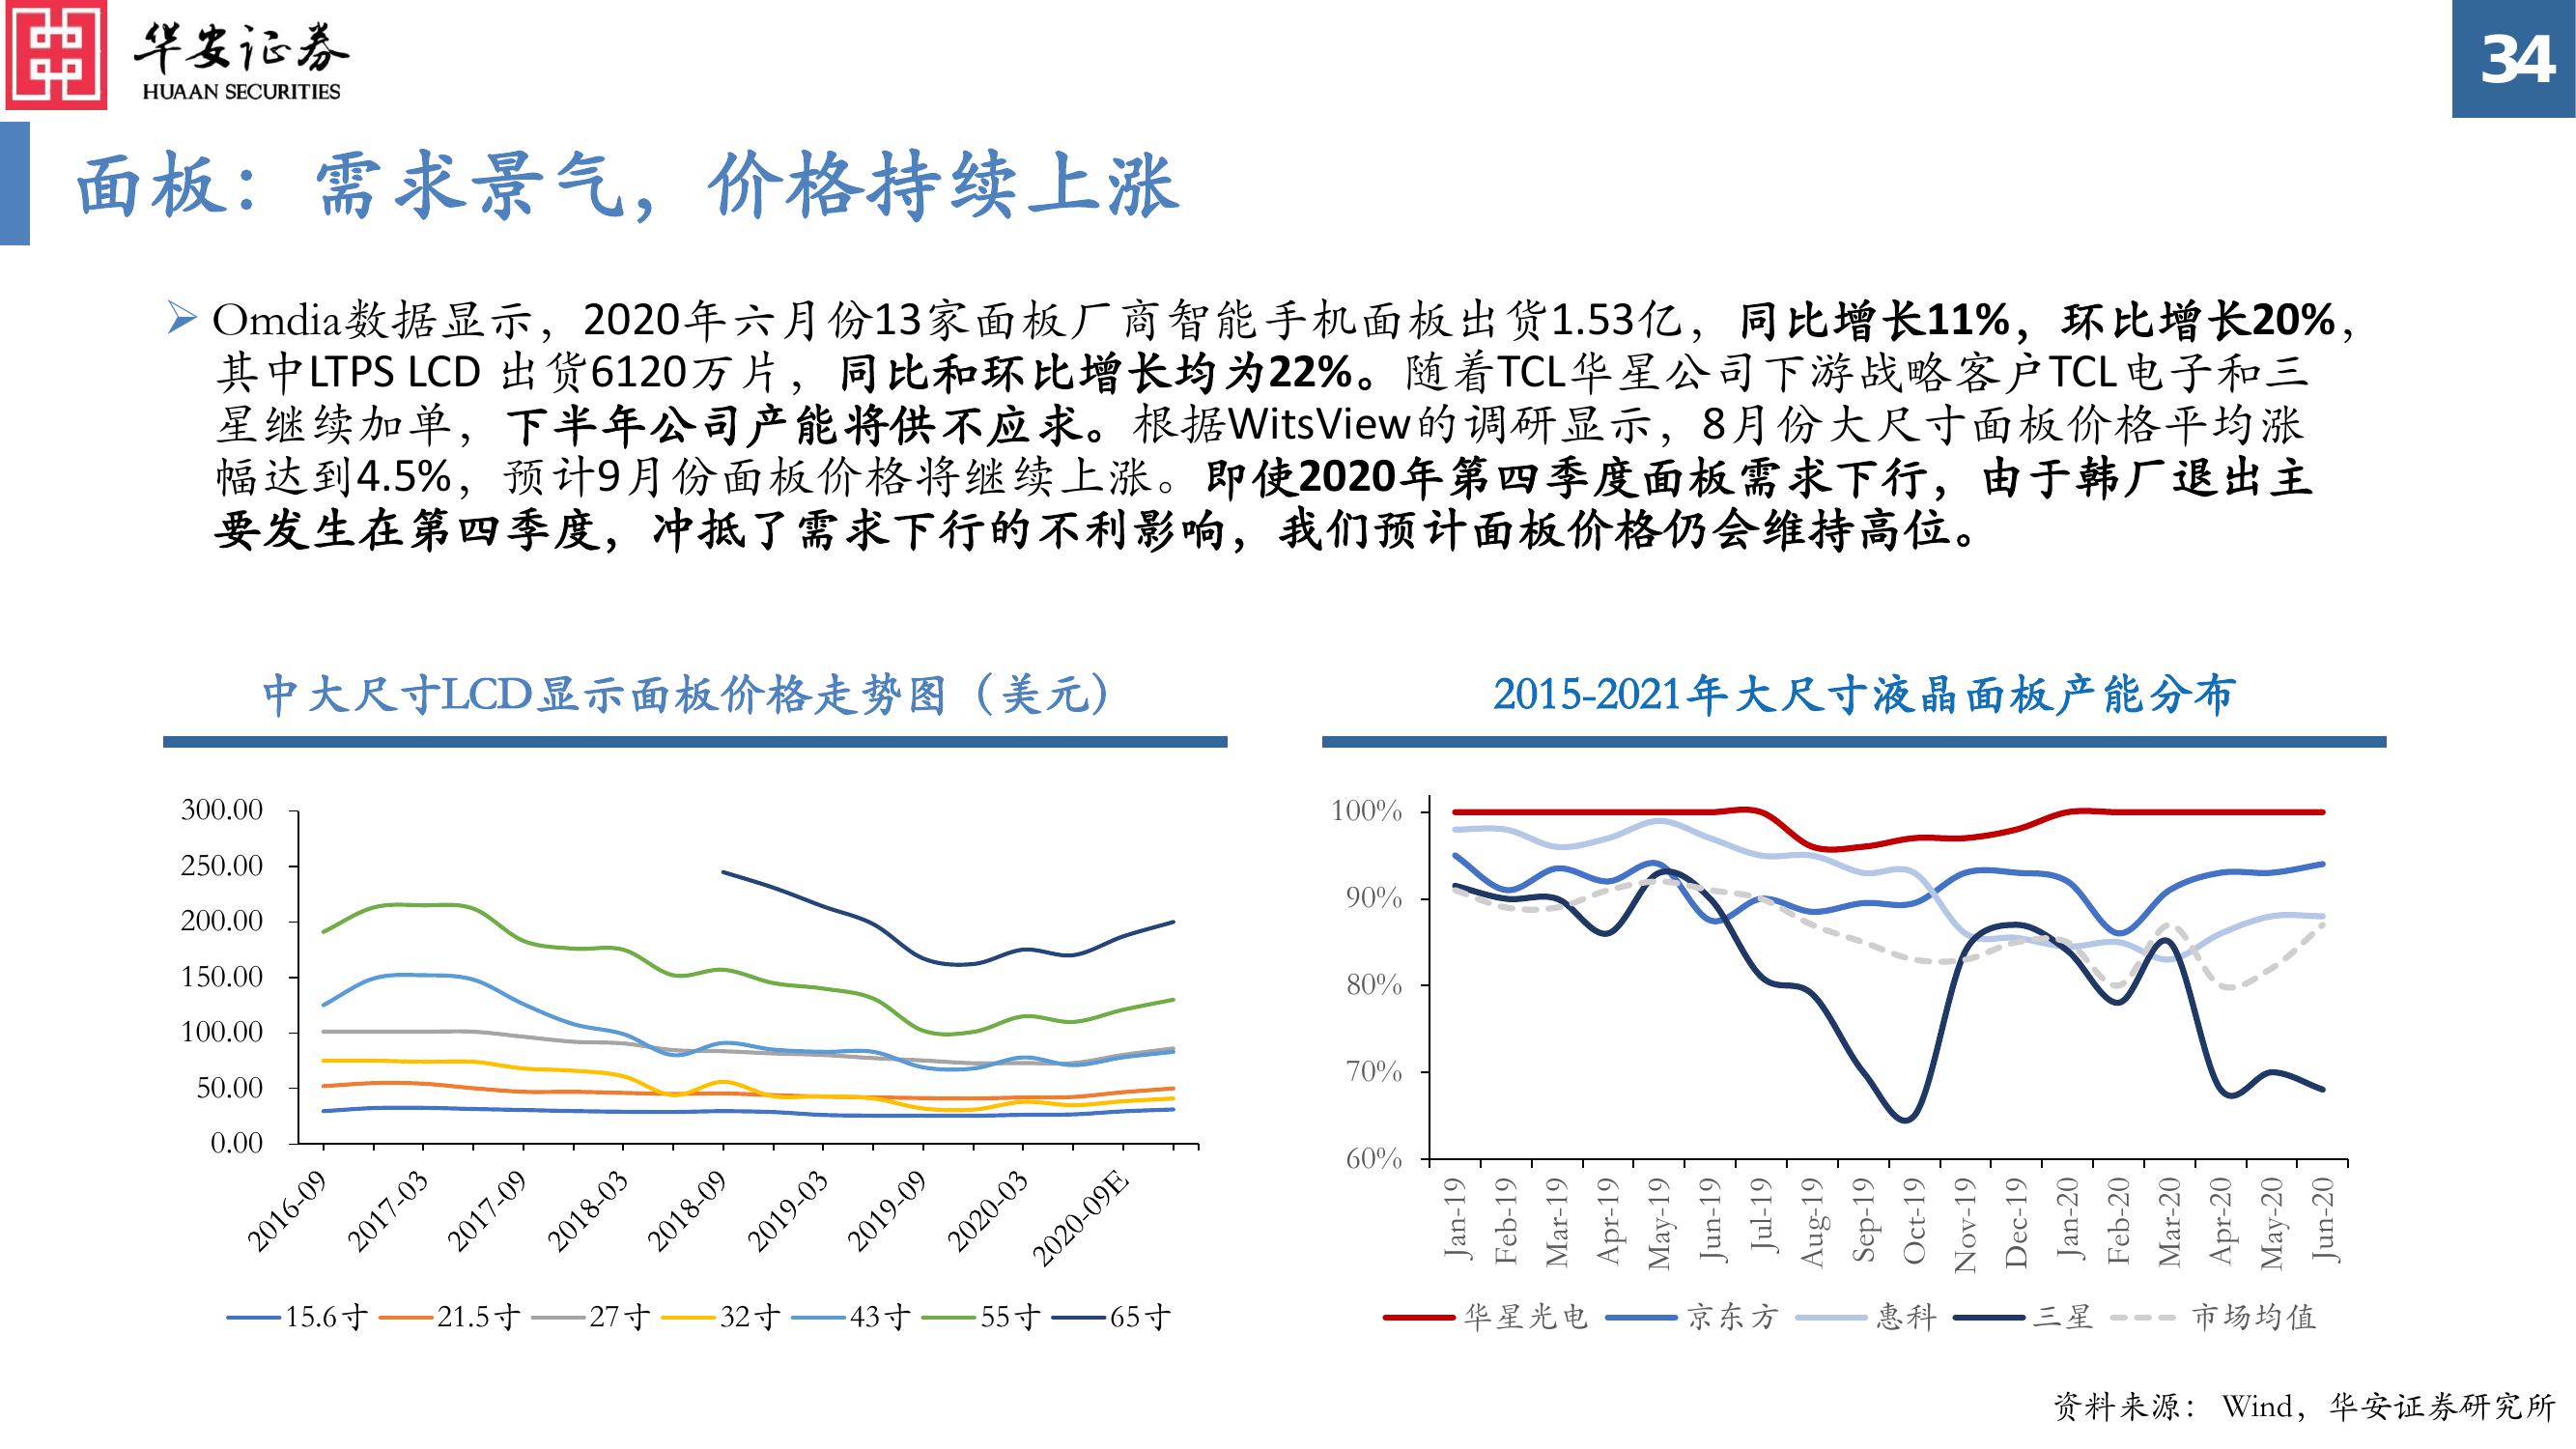 华安证券
HUAAN SECURITIES
34
面板：需求景气，价格持续上涨
➢ Omdia数据显示，2020年六月份13家面板厂商智能手机面板出货1.53亿，同比增长11%，环比增长20%，
其中LTPS LCD 出货6120万片，同比和环比增长均为22%。随着TCL华星公司下游战略客户TCL电子和三
星继续加单，下半年公司产能将供不应求。根据WitsView的调研显示，8月份大尺寸面板价格平均涨
幅达到4.5%，预计9月份面板价格将继续上涨。即使2020年第四季度面板需求下行，由于韩厂退出主
要发生在第四季度，冲抵了需求下行的不利影响，我们预计面板价格仍会维持高位。
中大尺寸LCD显示面板价格走势图（美元）
300.00
250.00
200.00
150.00
100.00
50.00
0.00
2016-09
2017-03
2017-09
2018-03
2018-09
2019-03
2019-09
2020-03
2020-09E
15.6寸 21.5寸 27寸 32寸 43寸 55寸 65寸
2015-2021年大尺寸液晶面板产能分布
100%
90%
80%
70%
60%
Jan-19
Feb-19
Mar-19
Apr-19
May-19
Jun-19
Jul-19
Aug-19
Sep-19
Oct-19
Nov-19
Dec-19
Jan-20
Feb-20
Mar-20
Apr-20
May-20
Jun-20
华星光电 京东方 惠科 三星 市场均值
资料来源： Wind，华安证券研究所